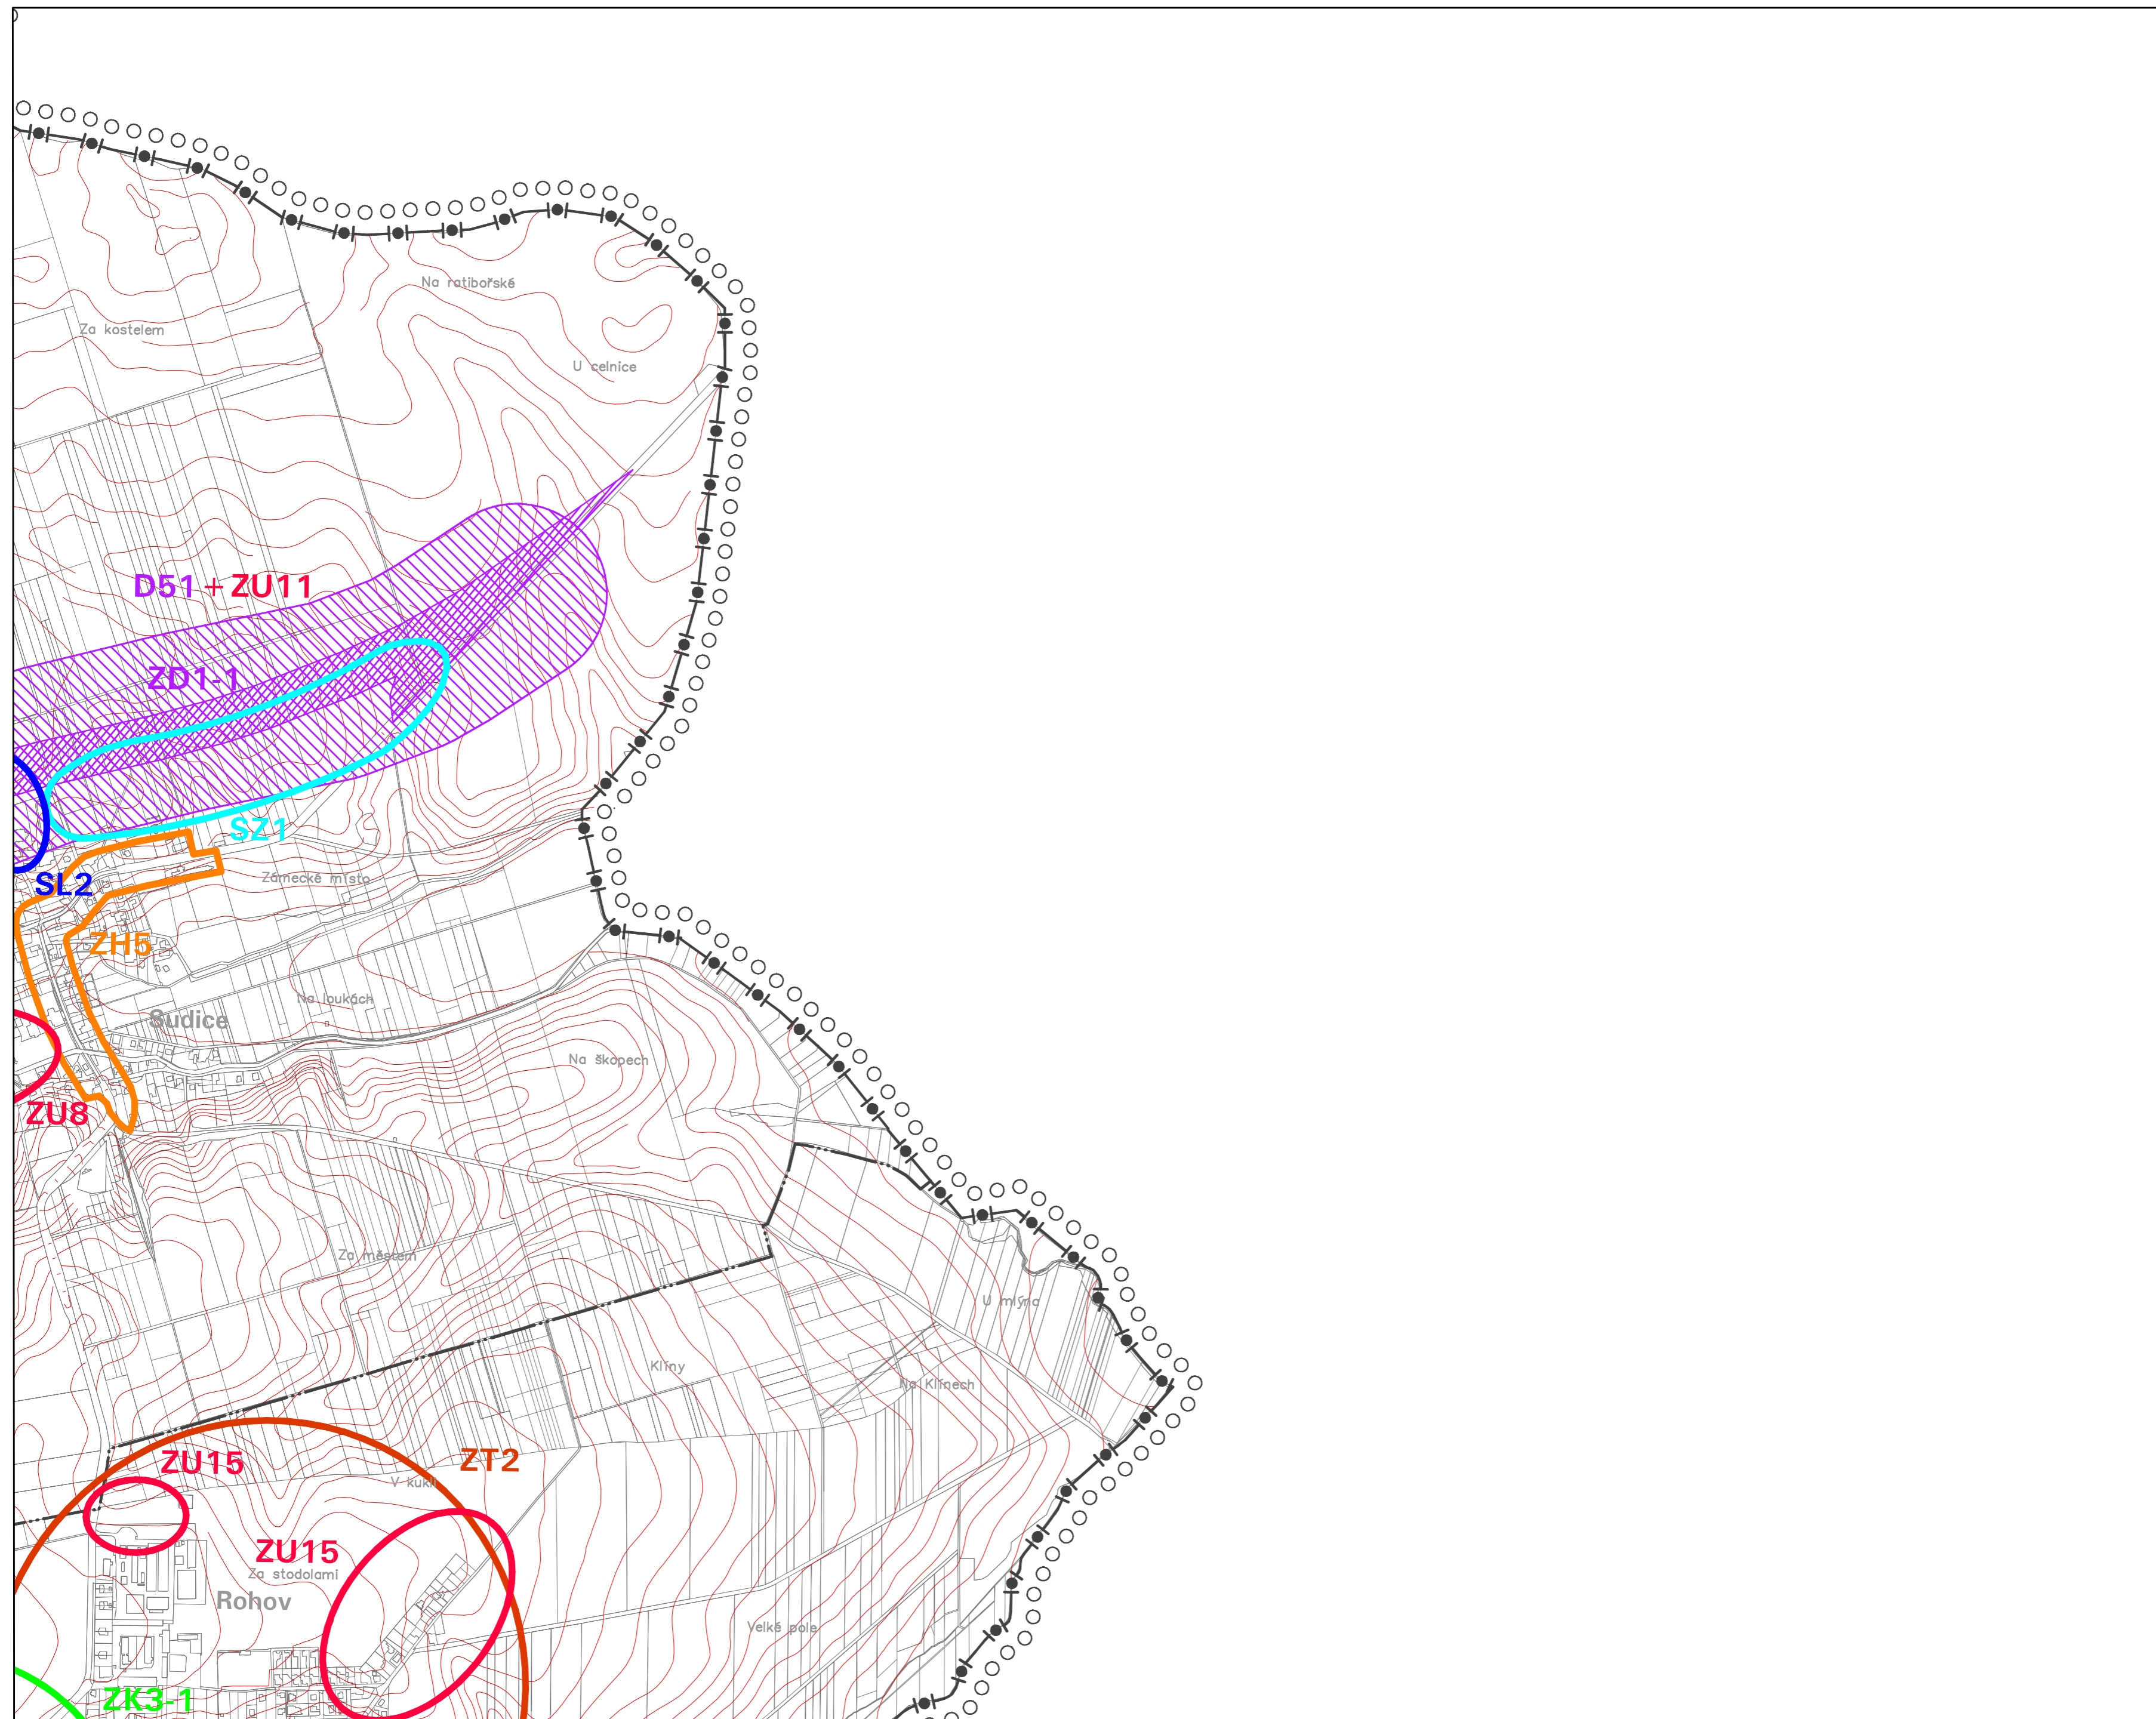 Na ratibořské
Za kostelem
U celnice
D51 + ZU11
ZD1-1
SZ1
Zámecké místo
SL2
ZH5
Na loukách
Sudice
Na škopech
ZU8
Za městem
U mlýna
Klíny
Na Klínech
ZU15
ZT2
V kukli
ZU15
Za stodolami
Rohov
Velké pole
ZK3-1